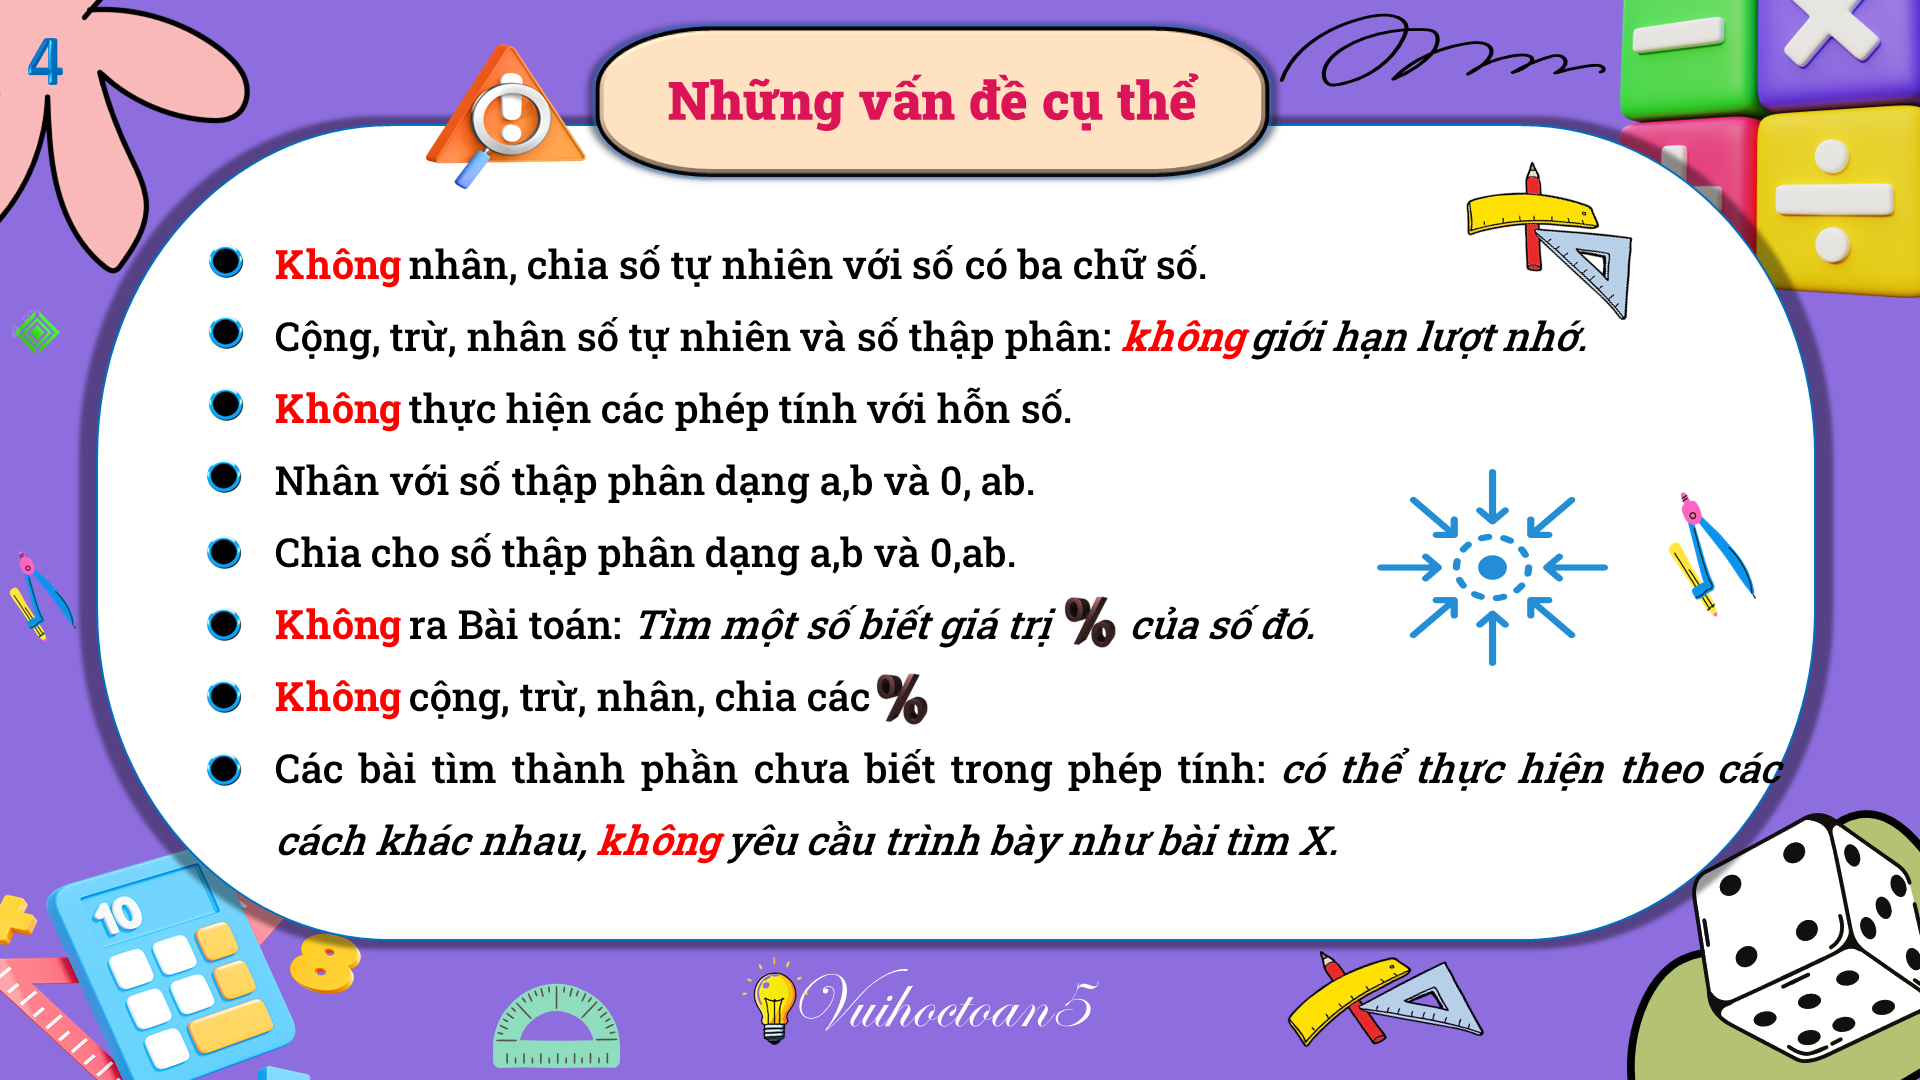 4
Những vấn đề cụ thể
Không nhân, chia số tự nhiên với số có ba chữ số.
Cộng, trừ, nhân số tự nhiên và số thập phân: không giới hạn lượt nhớ.
Không thực hiện các phép tính với hỗn số.
Nhân với số thập phân dạng a,b và 0, ab.
Chia cho số thập phân dạng a,b và 0,ab.
Không ra Bài toán: Tìm một số biết giá trị % của số đó.
Không cộng, trừ, nhân, chia các %
Các bài tìm thành phần chưa biết trong phép tính: có thể thực hiện theo các
cách khác nhau, không yêu cầu trình bày như bài tìm X.
10
8
Vuihoctoan5